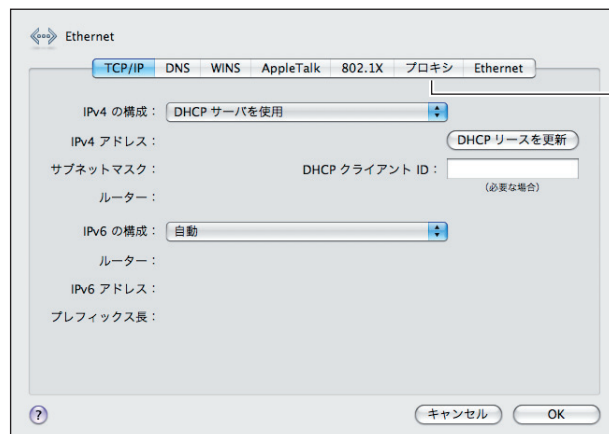 Ethernet
TCP/IP DNS WINS AppleTalk 802.1X プロキシ Ethernet
IPv4 の構成： DHCP サーバを使用
IPv4 アドレス： DHCP リースを更新
サブネットマスク： DHCP クライアント ID：
（必要な場合）
ルーター：
IPv6 の構成： 自動
ルーター：
IPv6 アドレス：
プレフィックス長：
? キャンセル OK